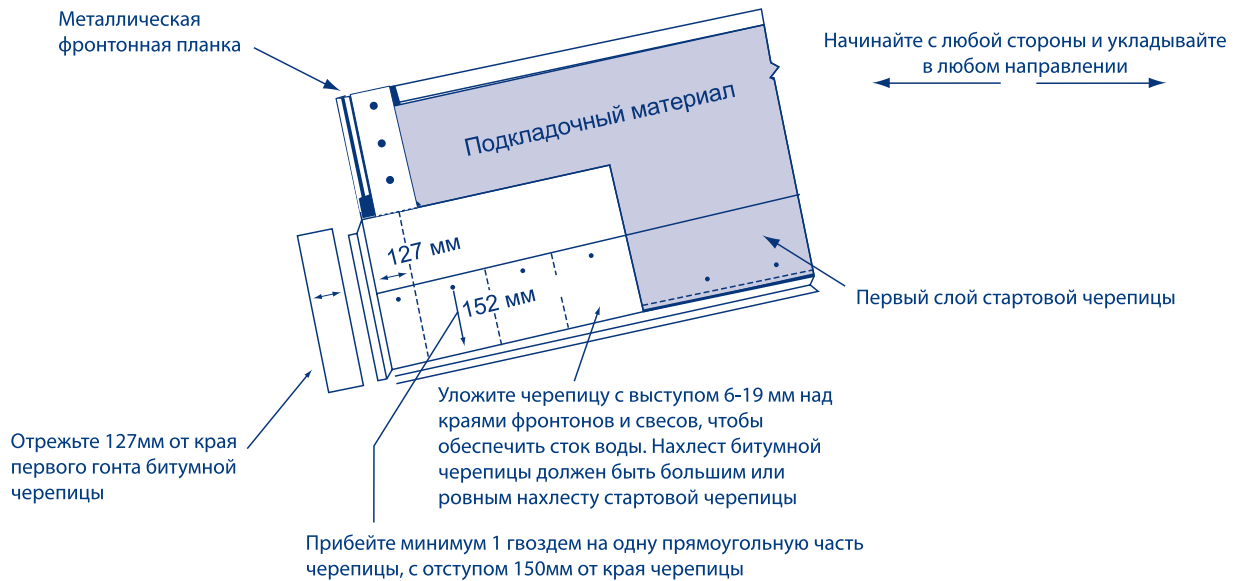 Металлическая
фронтонная планка
Начинайте с любой стороны и укладывайте
в любом направлении
Подкладочный материал
127 мм
152 мм
Первый слой стартовой черепицы
Уложите черепицу с выступом 6-19 мм над
краями фронтонов и свесов, чтобы
обеспечить сток воды. Нахлест битумной
черепицы должен быть большим или
ровным нахлесту стартовой черепицы
Отрежьте 127мм от края
первого гонта битумной
черепицы
Прибейте минимум 1 гвоздем на одну прямоугольную часть
черепицы, с отступом 150мм от края черепицы